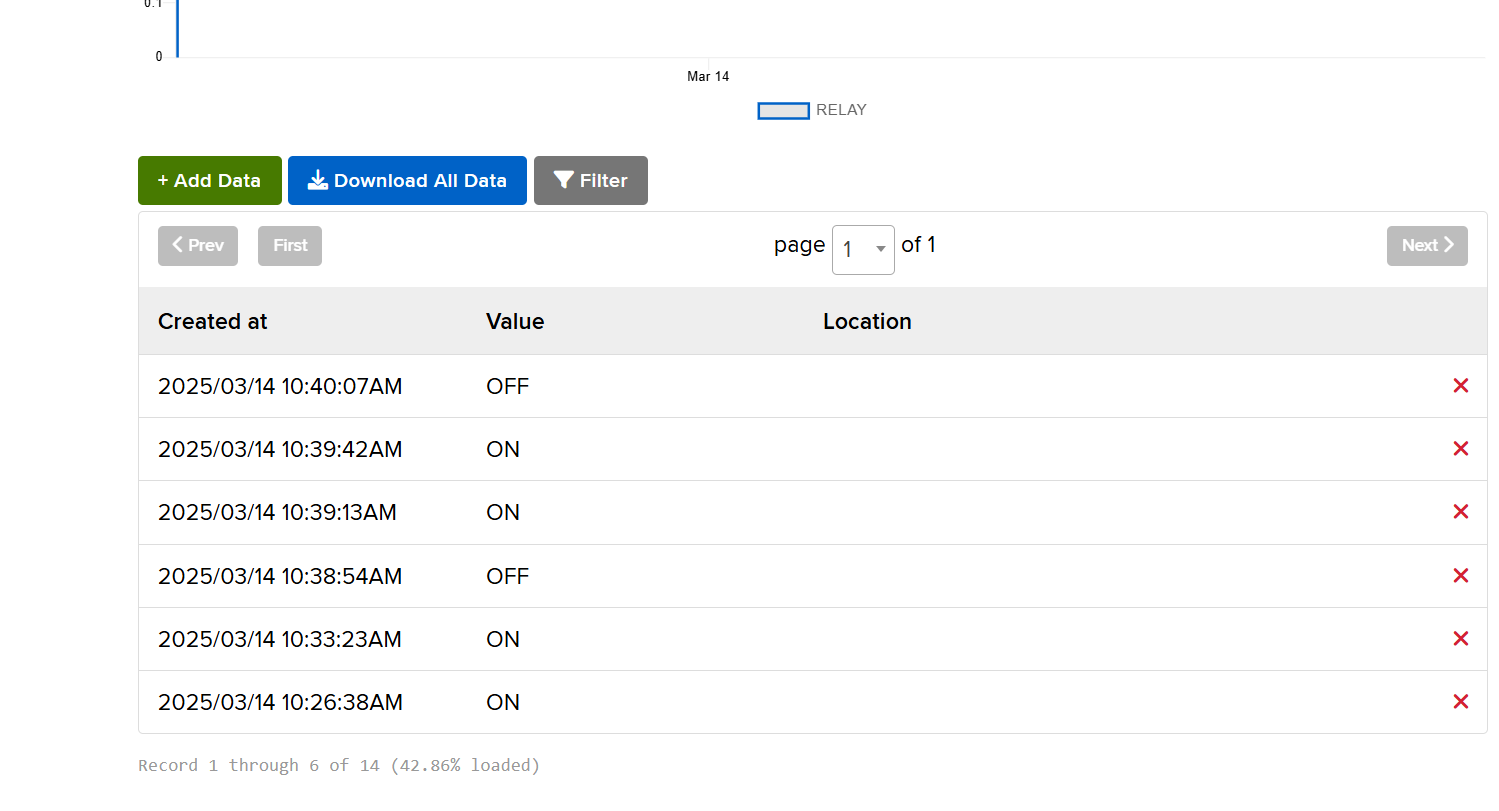 0.1
0
Mar 14
RELAY
+ Add Data Download All Data Filter
Prev First page 1 of 1 Next
Created at Value Location
2025/03/14 10:40:07AM OFF
2025/03/14 10:39:42AM ON
2025/03/14 10:39:13AM ON
2025/03/14 10:38:54AM OFF
2025/03/14 10:33:23AM ON
2025/03/14 10:26:38AM ON
Record 1 through 6 of 14 (42.86% loaded)